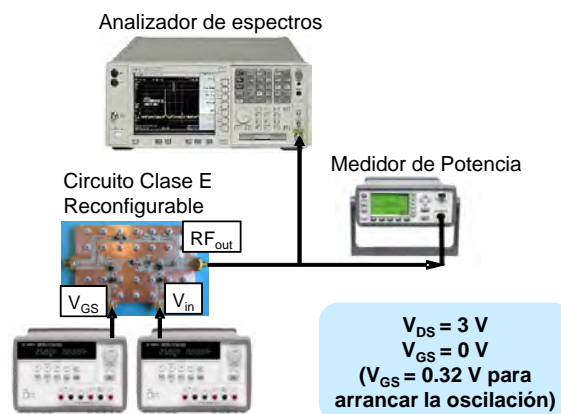 Analizador de espectros
Medidor de Potencia
Circuito Clase E
Reconfigurable
RFout
VGS
Vin
VDS = 3 V
VGS = 0 V
(VGS = 0.32 V para
arrancar la oscilación)